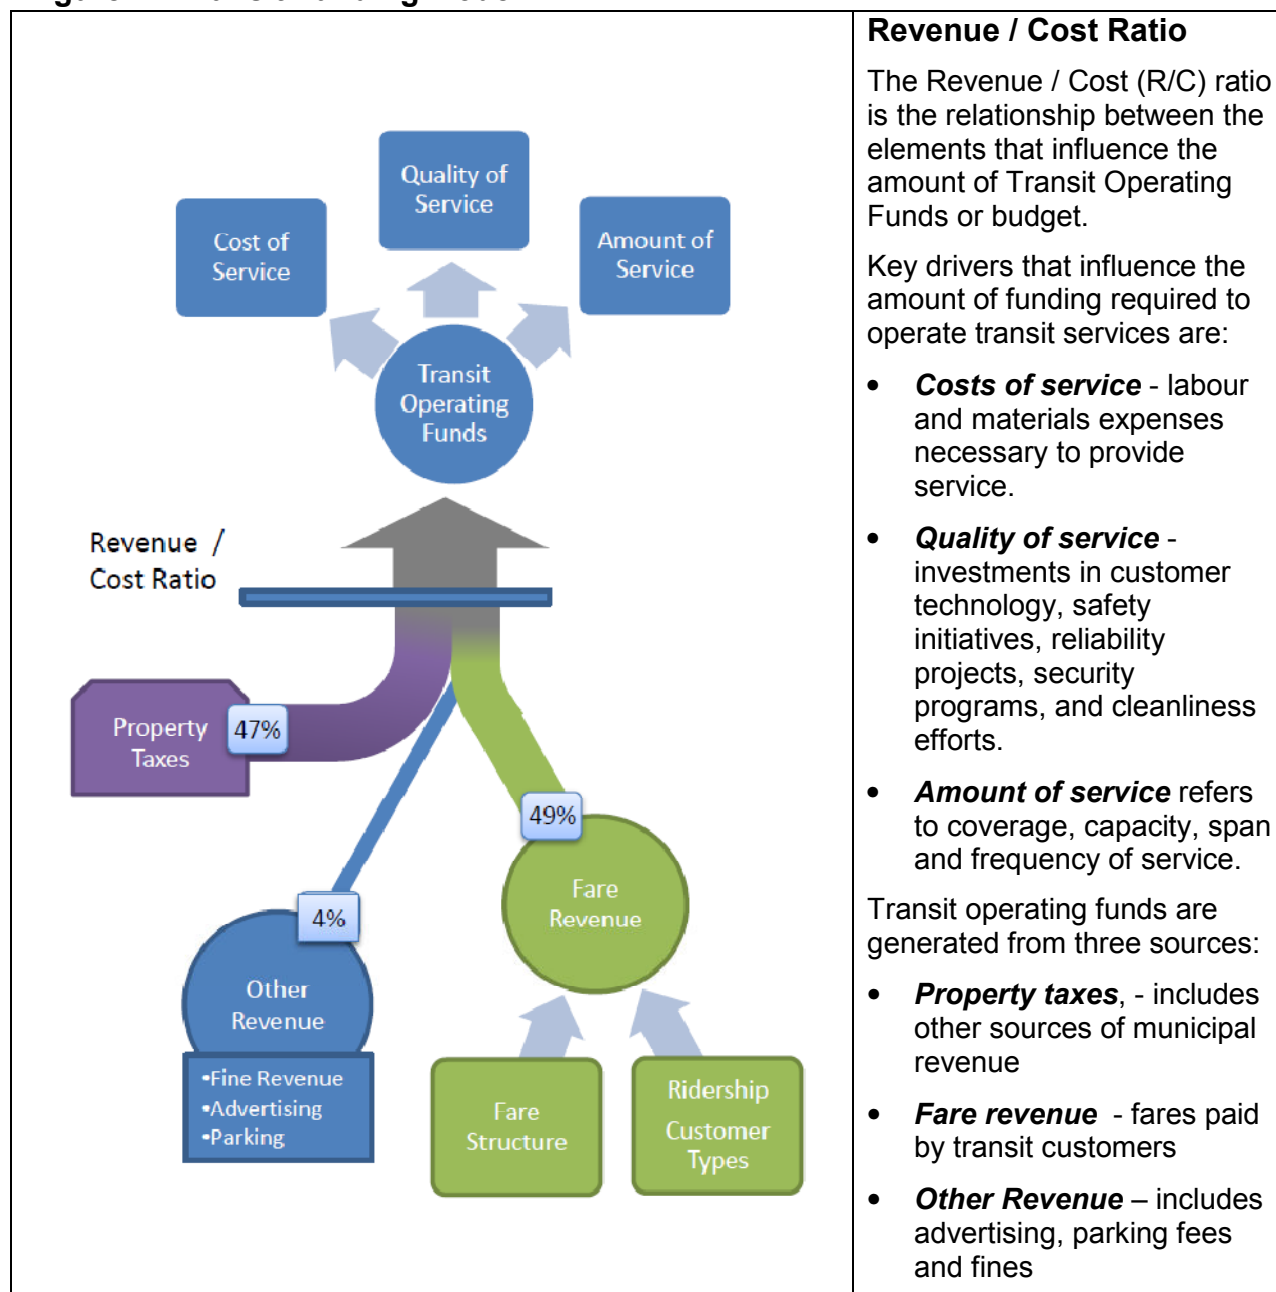 Quality of
Service
Cost of
Service
Amount of
Service
Transit
Operating
Funds
Revenue /
Cost Ratio
Property
Taxes
47%
49%
Fare
Revenue
4%
Other
Revenue
•Fine Revenue
•Advertising
•Parking
Fare
Structure
Ridership
Customer
Types
Revenue / Cost Ratio
The Revenue / Cost (R/C) ratio
is the relationship between the
elements that influence the
amount of Transit Operating
Funds or budget.
Key drivers that influence the
amount of funding required to
operate transit services are:
• Costs of service - labour
and materials expenses
necessary to provide
service.
• Quality of service -
investments in customer
technology, safety
initiatives, reliability
projects, security
programs, and cleanliness
efforts.
• Amount of service refers
to coverage, capacity, span
and frequency of service.
Transit operating funds are
generated from three sources:
• Property taxes, - includes
other sources of municipal
revenue
• Fare revenue - fares paid
by transit customers
• Other Revenue – includes
advertising, parking fees
and fines